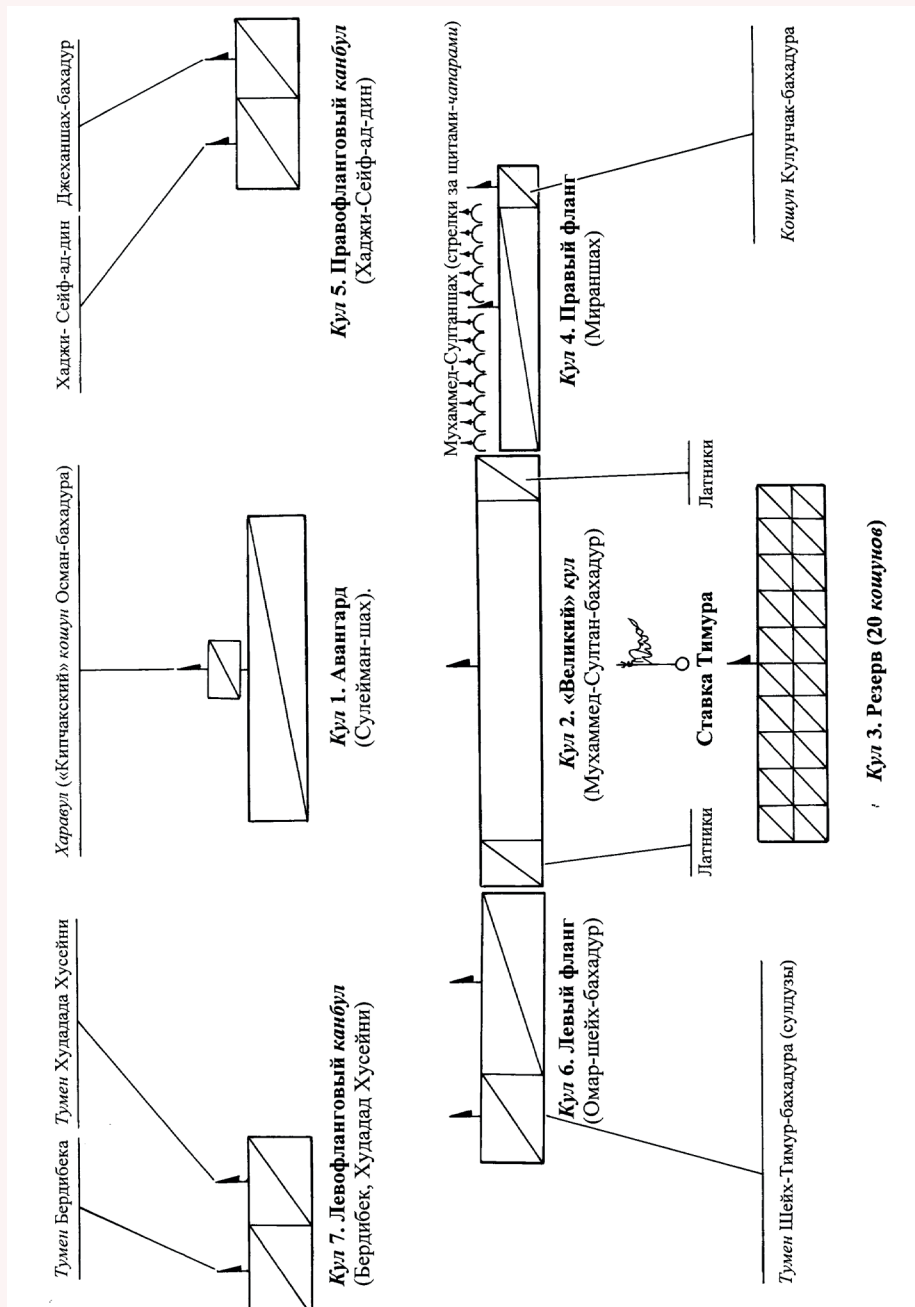 Тумен Бердибека
Тумен Худадада Хусейни
Харавул («Кипчакский» кошун Осман-бахадура)
Хаджи- Сейф-ад-дин
Джеханшах-бахадур
Кул 7. Левофланговый канбул
(Бердибек, Худадад Хусейни)
Кул 1. Авангард
(Сулейман-шах).
Кул 5. Правофланговый канбул
(Хаджи-Сейф-ад-дин)
Мухаммед-Султаншах (стрелки за щитами-чапарами)
Кул 6. Левый фланг
(Омар-шейх-бахадур)
Кул 2. «Великий» кул
(Мухаммед-Султан-бахадур)
Кул 4. Правый фланг
(Мираншах)
Латники
Ставка Тимура
Латники
Тумен Шейх-Тимур-бахадура (сулдузы)
Кошун Кулунчак-бахадура
Кул 3. Резерв (20 кошунов)